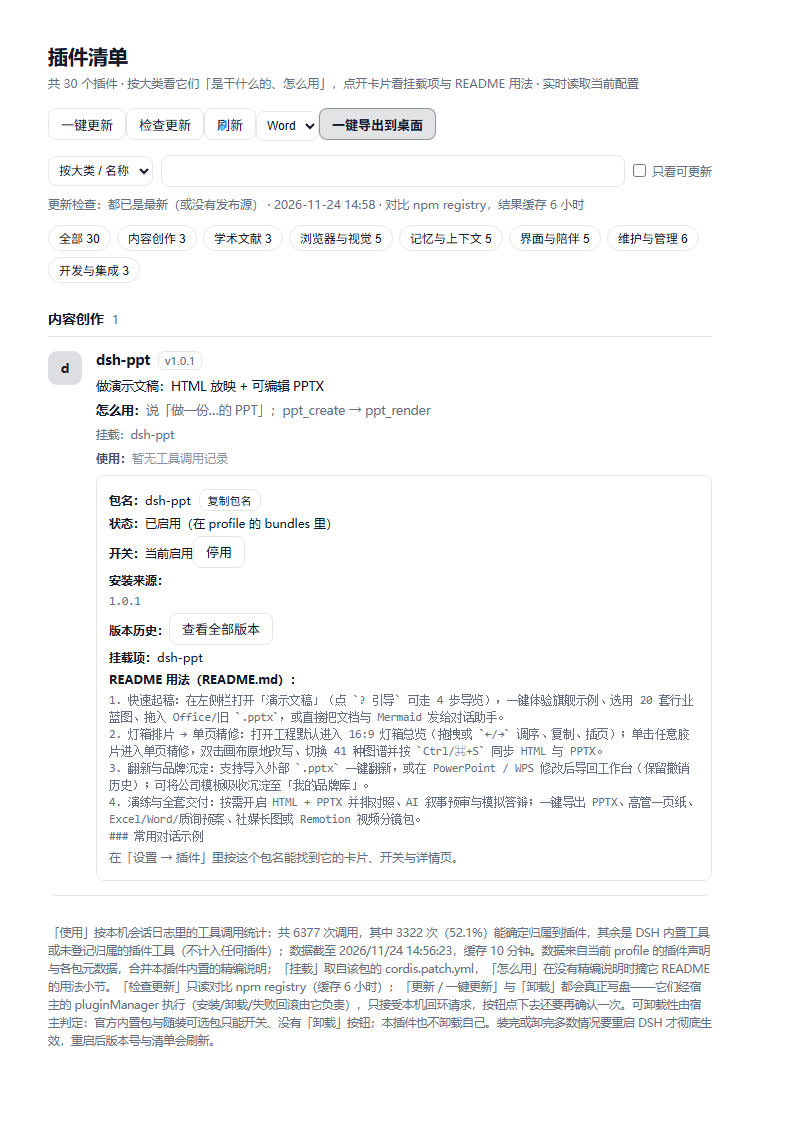 插件清单
共 30 个插件 · 按大类看它们「是干什么的、怎么用」，点开卡片看挂载项与 README 用法 · 实时读取当前配置
一键更新 检查更新 刷新 Word 一键导出到桌面
按大类 / 名称 只看可更新
更新检查：都已是最新（或没有发布源） · 2026-11-24 14:58 · 对比 npm registry，结果缓存 6 小时
全部 30 内容创作 3 学术文献 3 浏览器与视觉 5 记忆与上下文 5 界面与陪伴 5 维护与管理 6
开发与集成 3
内容创作 1
d dsh-ppt v1.0.1
做演示文稿：HTML 放映 + 可编辑 PPTX
怎么用：说「做一份…的 PPT」；ppt_create → ppt_render
挂载：dsh-ppt
使用：暂无工具调用记录
包名：dsh-ppt 复制包名
状态：已启用（在 profile 的 bundles 里）
开关：当前启用 停用
安装来源：
1.0.1
版本历史： 查看全部版本
挂载项：dsh-ppt
README 用法（README.md）：
1. 快速起稿：在左侧栏打开「演示文稿」（点 `? 引导` 可走 4 步导览），一键体验旗舰示例、选用 20 套行业
蓝图、拖入 Office/旧 `.pptx`，或直接把文档与 Mermaid 发给对话助手。
2. 灯箱排片 → 单页精修：打开工程默认进入 16:9 灯箱总览（拖拽或 `←/→` 调序、复制、插页）；单击任意胶
片进入单页精修，双击画布原地改写、切换 41 种图谱并按 `Ctrl/⌘+S` 同步 HTML 与 PPTX。
3. 翻新与品牌沉淀：支持导入外部 `.pptx` 一键翻新，或在 PowerPoint / WPS 修改后导回工作台（保留撤销
历史）；可将公司模板吸收沉淀至「我的品牌库」。
4. 演练与全套交付：按需开启 HTML + PPTX 并排对照、AI 叙事预审与模拟答辩；一键导出 PPTX、高管一页纸、
Excel/Word/质询预案、社媒长图或 Remotion 视频分镜包。
### 常用对话示例
在「设置 → 插件」里按这个包名能找到它的卡片、开关与详情页。
「使用」按本机会话日志里的工具调用统计：共 6377 次调用，其中 3322 次（52.1%）能确定归属到插件，其余是 DSH 内置工具
或未登记归属的插件工具（不计入任何插件）；数据截至 2026/11/24 14:56:23，缓存 10 分钟。数据来自当前 profile 的插件声明
与各包元数据，合并本插件内置的精编说明；「挂载」取自该包的 cordis.patch.yml，「怎么用」在没有精编说明时摘它 README
的用法小节。「检查更新」只读对比 npm registry（缓存 6 小时）；「更新 / 一键更新」与「卸载」都会真正写盘——它们经宿
主的 pluginManager 执行（安装/卸载/失败回滚由它负责），只接受本机回环请求，按钮点下去还要再确认一次。可卸载性由宿
主判定：官方内置包与随装可选包只能开关、没有「卸载」按钮；本插件也不卸载自己。装完或卸完多数情况要重启 DSH 才彻底生
效，重启后版本号与清单会刷新。